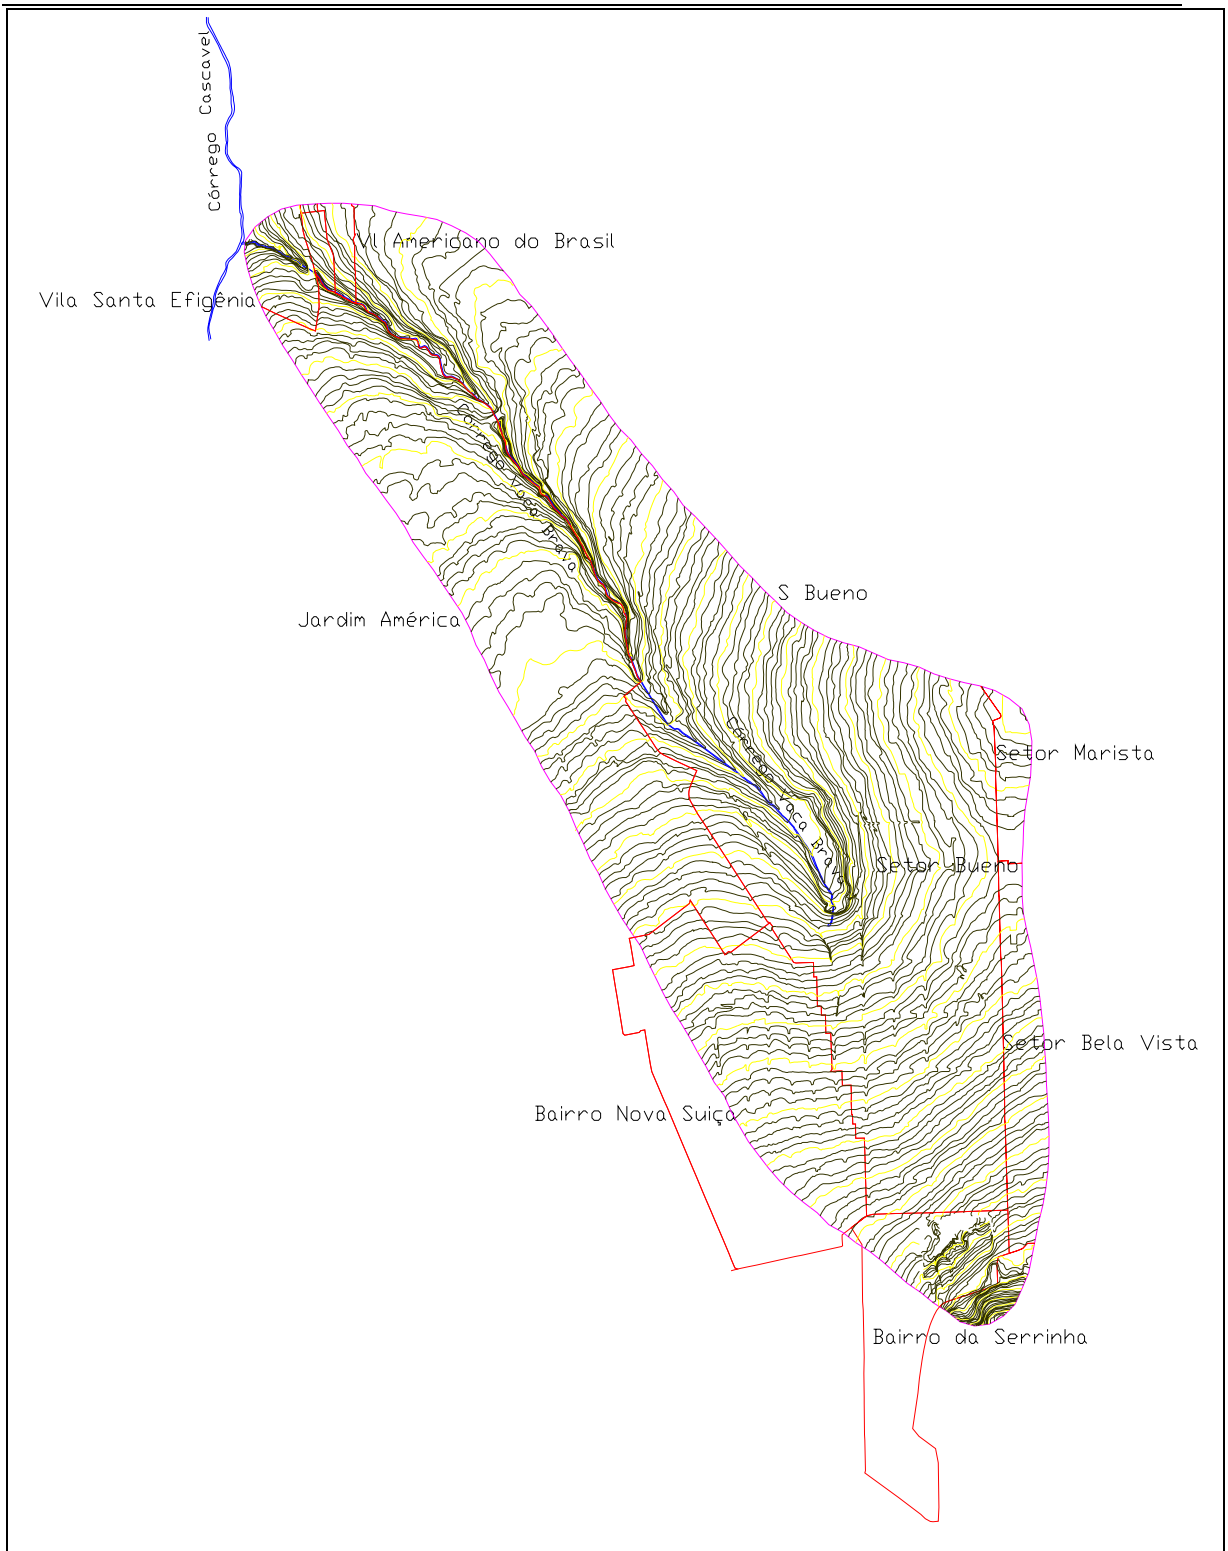 Córrego Cascavel
Vl Americano do Brasil
Vila Santa Efigênia
Córrego Vaca Brava
S Bueno
Jardim América
Córrego Vaca Brava
Setor Marista
Setor Bueno
Setor Bela Vista
Bairro Nova Suiça
Bairro da Serrinha